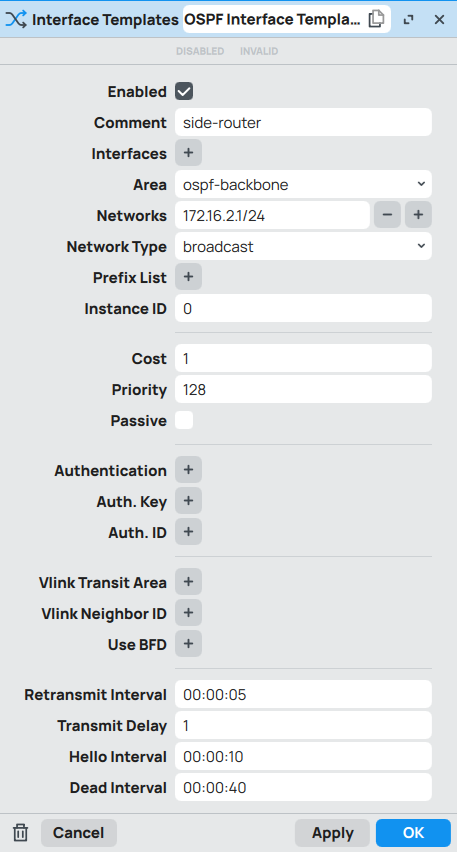 Interface Templates OSPF Interface Templa...
DISABLED INVALID
Enabled
Comment side-router
Interfaces +
Area ospf-backbone
Networks 172.16.2.1/24 − +
Network Type broadcast
Prefix List +
Instance ID 0
Cost 1
Priority 128
Passive
Authentication +
Auth. Key +
Auth. ID +
Vlink Transit Area +
Vlink Neighbor ID +
Use BFD +
Retransmit Interval 00:00:05
Transmit Delay 1
Hello Interval 00:00:10
Dead Interval 00:00:40
Cancel Apply OK